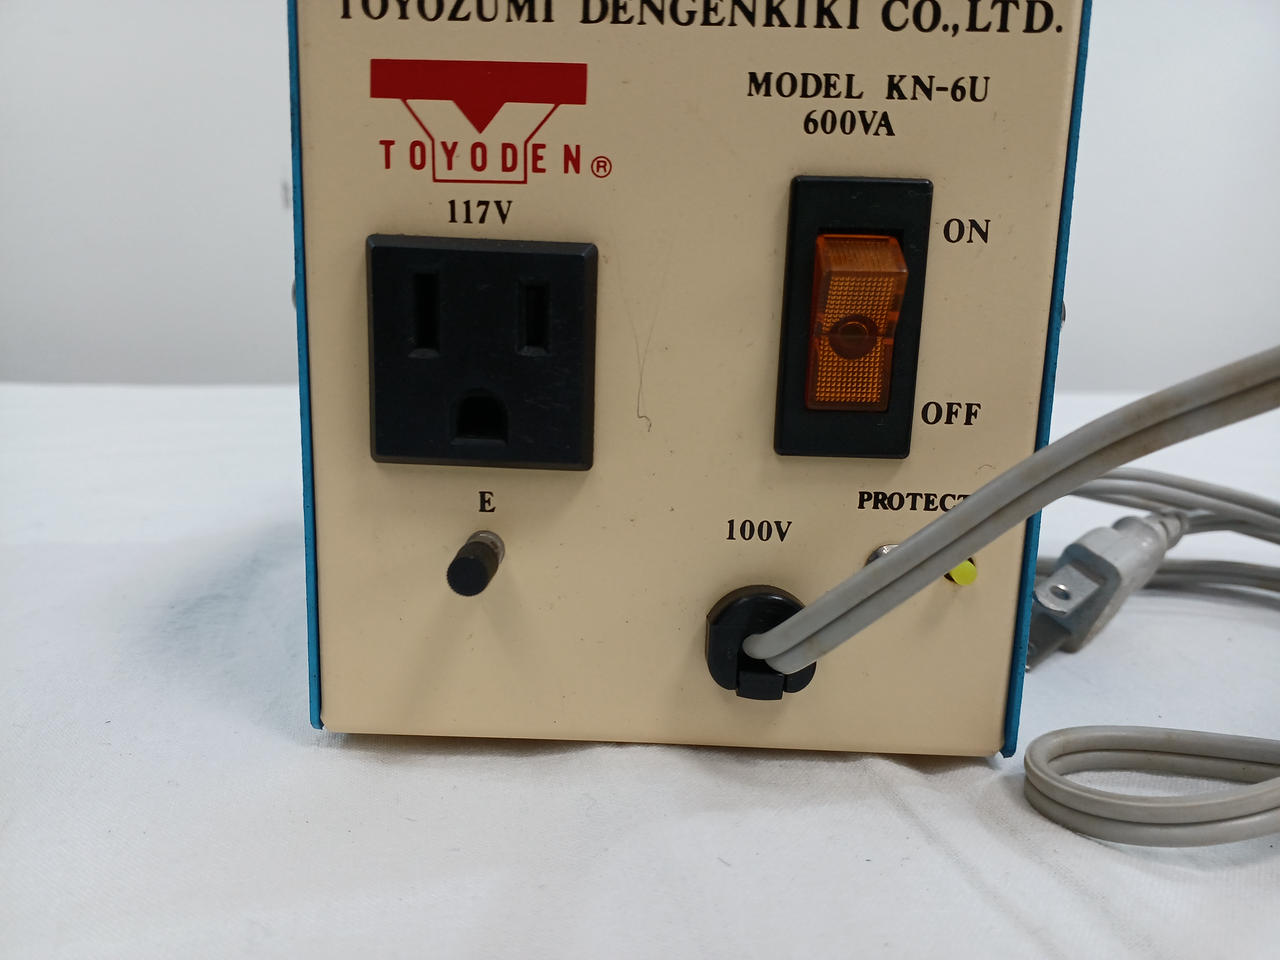 TOYOZUMI DENGENKIKI CO.,LTD.
TOYODEN®
MODEL KN-6U
600VA
117V
ON
OFF
E
PROTECT
100V